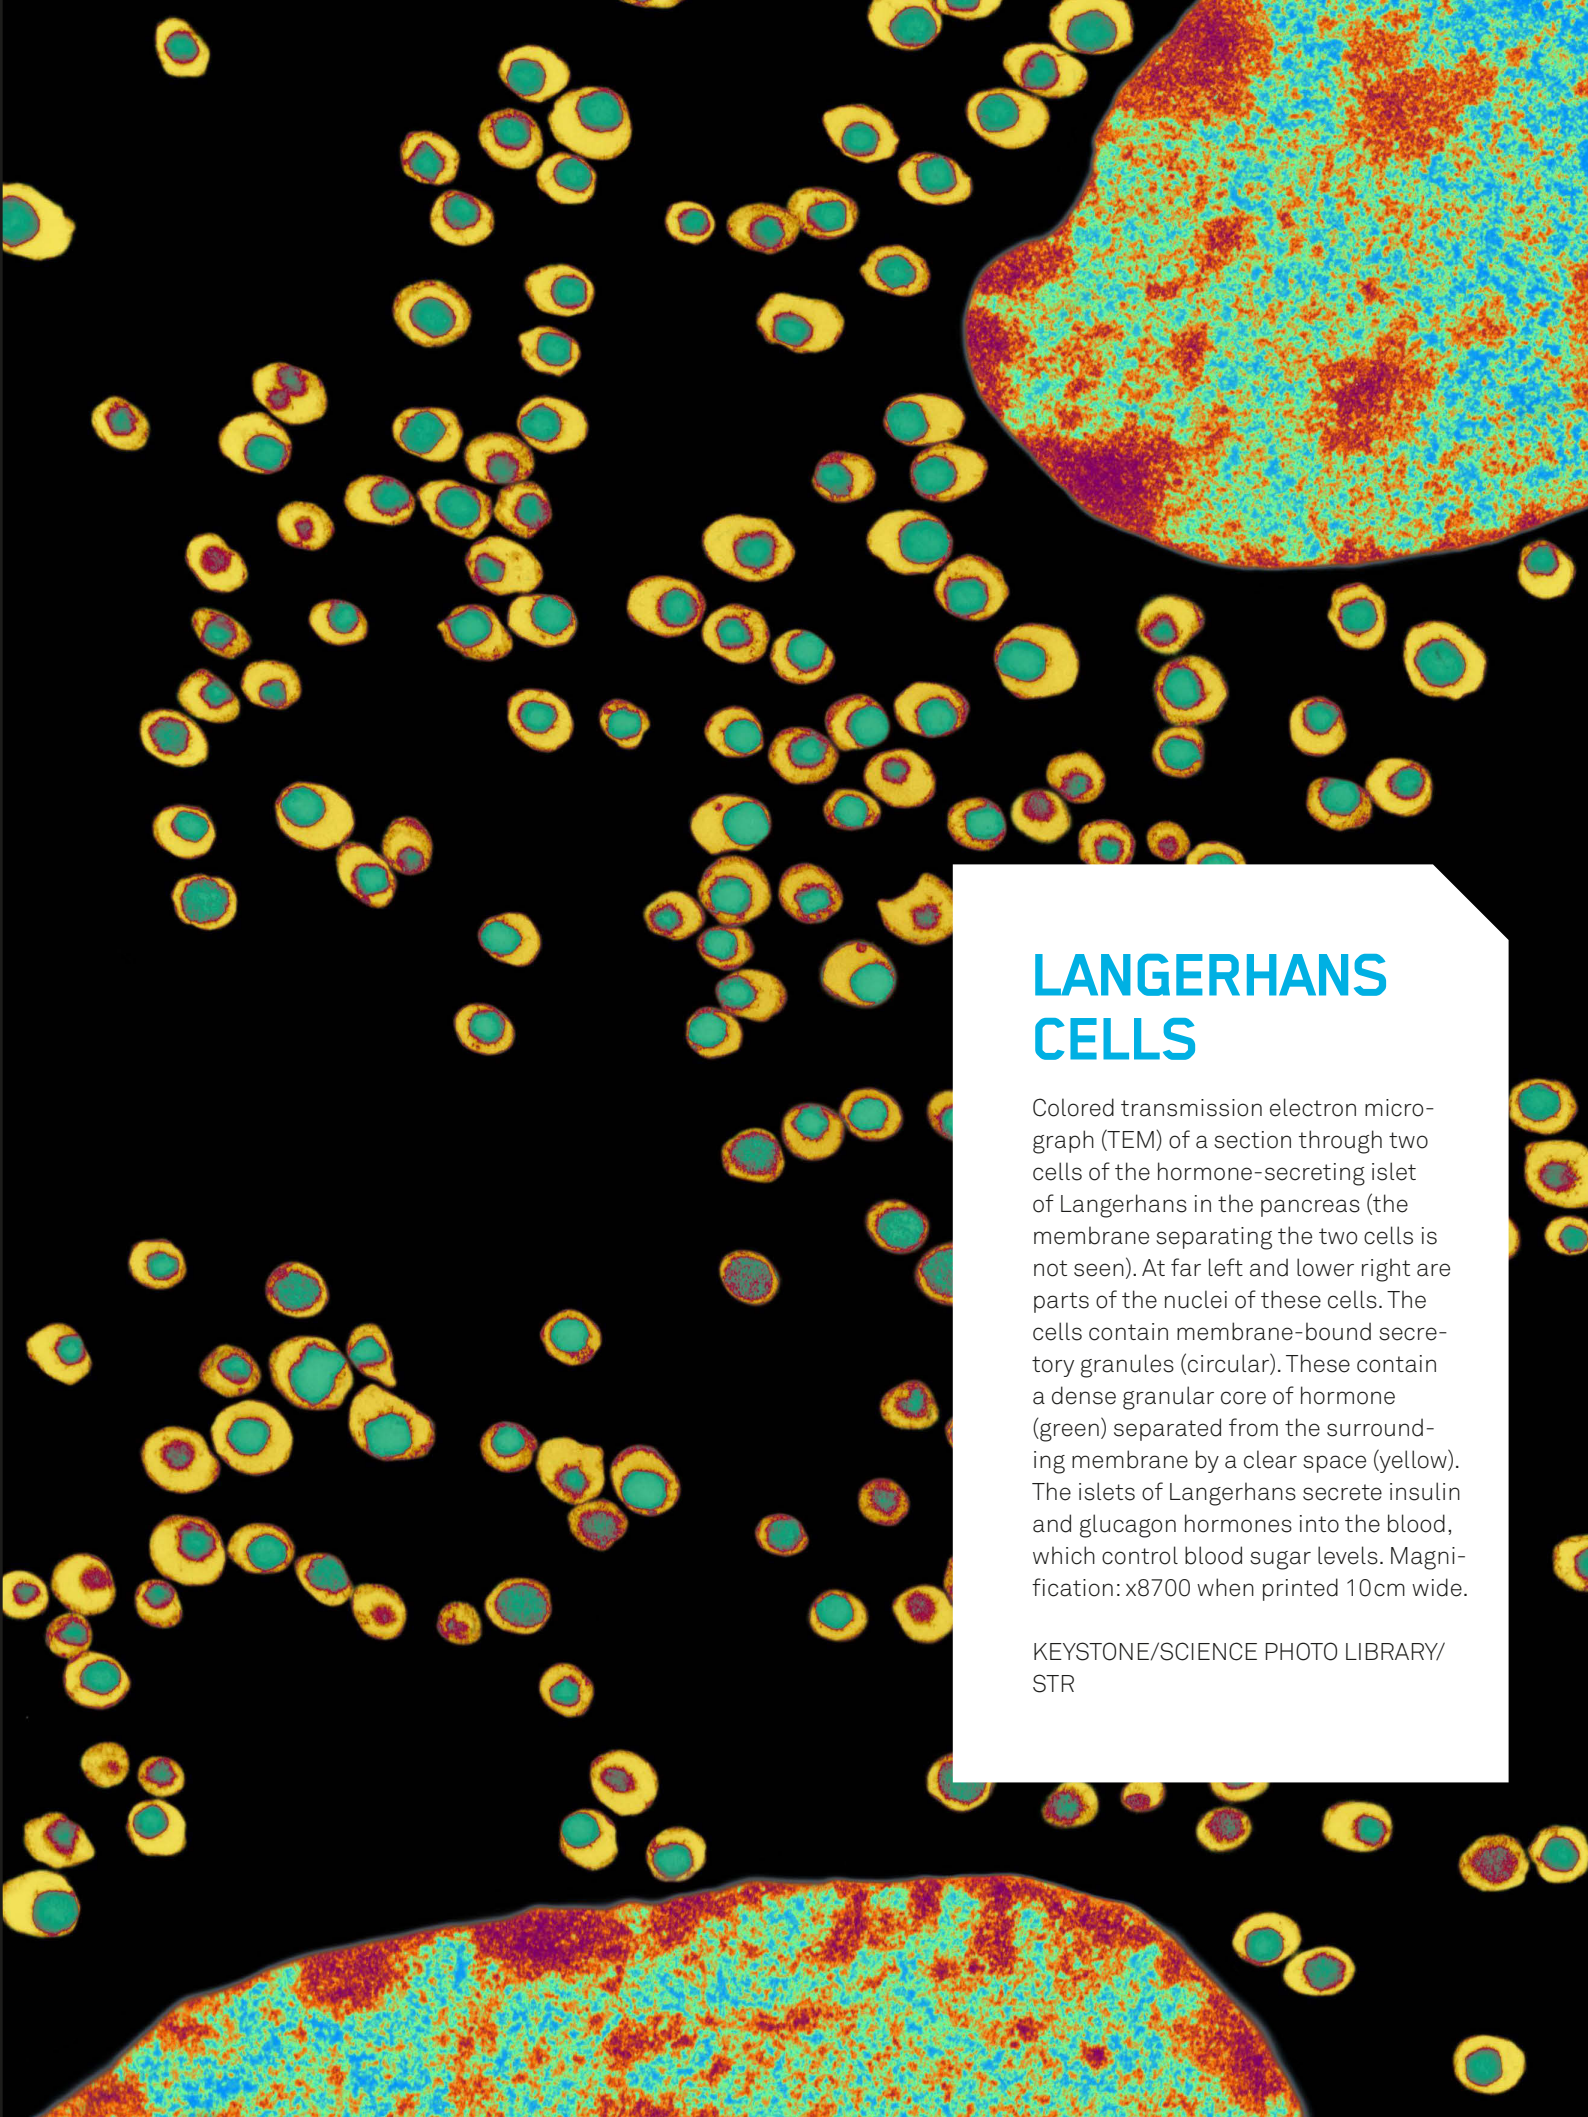 LANGERHANS
CELLS
Colored transmission electron micro-
graph (TEM) of a section through two
cells of the hormone-secreting islet
of Langerhans in the pancreas (the
membrane separating the two cells is
not seen). At far left and lower right are
parts of the nuclei of these cells. The
cells contain membrane-bound secre-
tory granules (circular). These contain
a dense granular core of hormone
(green) separated from the surround-
ing membrane by a clear space (yellow).
The islets of Langerhans secrete insulin
and glucagon hormones into the blood,
which control blood sugar levels. Magni-
fication: x8700 when printed 10cm wide.
KEYSTONE/SCIENCE PHOTO LIBRARY/
STR